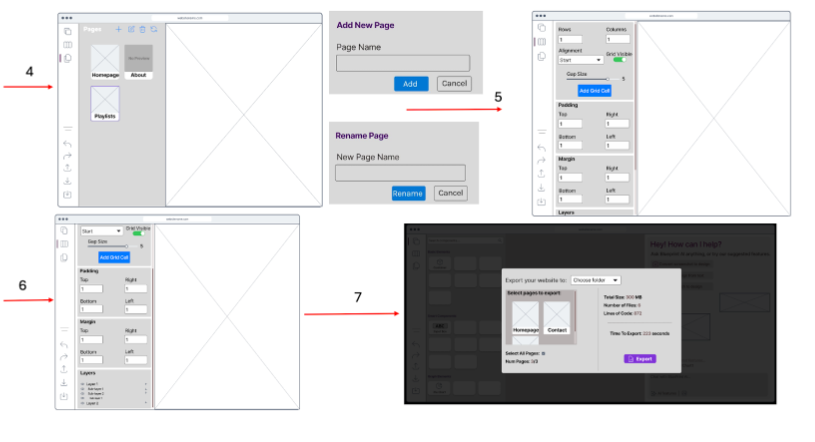 4
Pages
Homepage
No Preview
About
Playlists
Add New Page
Page Name
Add
Cancel
Rename Page
New Page Name
Rename
Cancel
5
Rows
Columns
1
1
Alignment
Grid Visible
Start
Gap Size
5
Add Grid Cell
Padding
Top
Right
1
1
Bottom
Left
1
1
Margin
Top
Right
1
1
Bottom
Left
1
1
Layers
6
Start
Grid Visible
Gap Size
5
Add Grid Cell
Padding
Top
Right
1
1
Bottom
Left
1
1
Margin
Top
Right
1
1
Bottom
Left
1
1
Layers
Layer 1
Sub layer 1
Sub layer 2
Layer 2
7
Hey! How can I help?
Export your website to:
Choose folder
Select pages to export
Homepage
Contact
Select All Pages:
Num Pages: 3/3
Total Size: 300 MB
Number of Files: 6
Lines of Code: 873
Time To Export: 223 seconds
Export